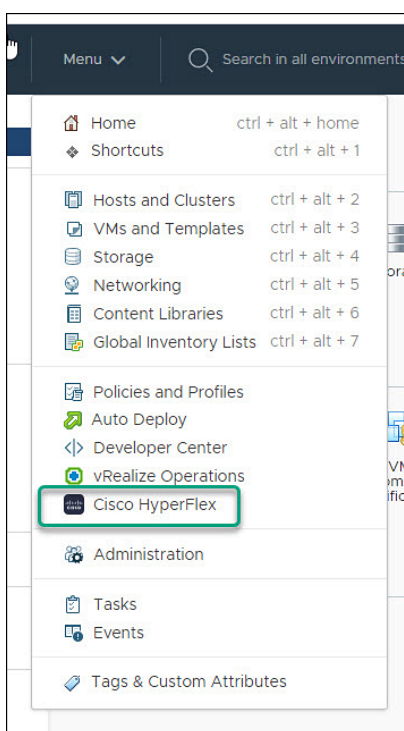 Menu
Search in all environments
Home ctrl + alt + home
Shortcuts ctrl + alt + 1
Hosts and Clusters ctrl + alt + 2
VMs and Templates ctrl + alt + 3
Storage ctrl + alt + 4
Networking ctrl + alt + 5
Content Libraries ctrl + alt + 6
Global Inventory Lists ctrl + alt + 7
Policies and Profiles
Auto Deploy
Developer Center
vRealize Operations
Cisco HyperFlex
Administration
Tasks
Events
Tags & Custom Attributes